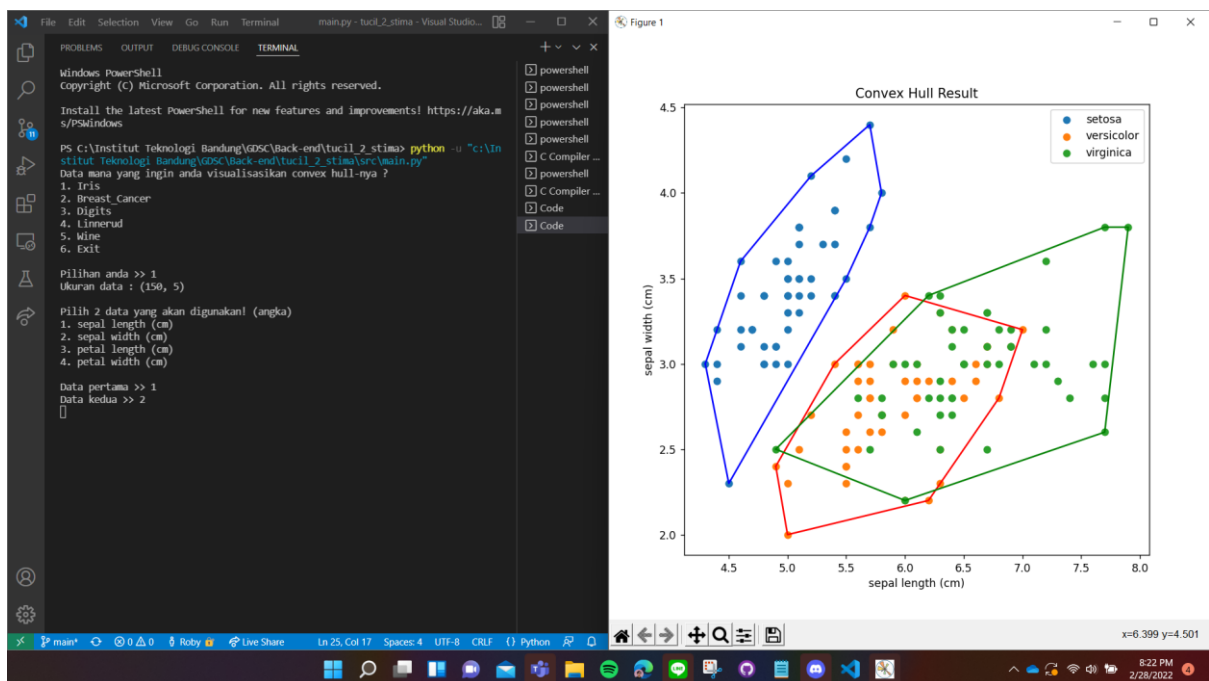 File Edit Selection View Go Run Terminal main.py - tucil_2_stima - Visual Studio...
PROBLEMS OUTPUT DEBUG CONSOLE TERMINAL
Windows PowerShell
Copyright (C) Microsoft Corporation. All rights reserved.
Install the latest PowerShell for new features and improvements! https://aka.m
s/PSWindows
PS C:\Institut Teknologi Bandung\GDSC\Back-end\tucil_2_stima> python -u "c:\In
stitut Teknologi Bandung\GDSC\Back-end\tucil_2_stima\src\main.py"
Data mana yang ingin anda visualisasikan convex hull-nya ?
1. Iris
2. Breast_Cancer
3. Digits
4. Linnerud
5. Wine
6. Exit
Pilihan anda >> 1
Ukuran data : (150, 5)
Pilih 2 data yang akan digunakan! (angka)
1. sepal length (cm)
2. sepal width (cm)
3. petal length (cm)
4. petal width (cm)
Data pertama >> 1
Data kedua >> 2
powershell
powershell
powershell
powershell
powershell
C Compiler ...
powershell
C Compiler ...
Code
Code
11
main* 0 0 Roby Live Share Ln 25, Col 17 Spaces: 4 UTF-8 CRLF Python
Figure 1
Convex Hull Result
setosa
versicolor
virginica
sepal width (cm)
4.5
4.0
3.5
3.0
2.5
2.0
4.5 5.0 5.5 6.0 6.5 7.0 7.5 8.0
sepal length (cm)
x=6.399 y=4.501
8:22 PM
2/28/2022
4